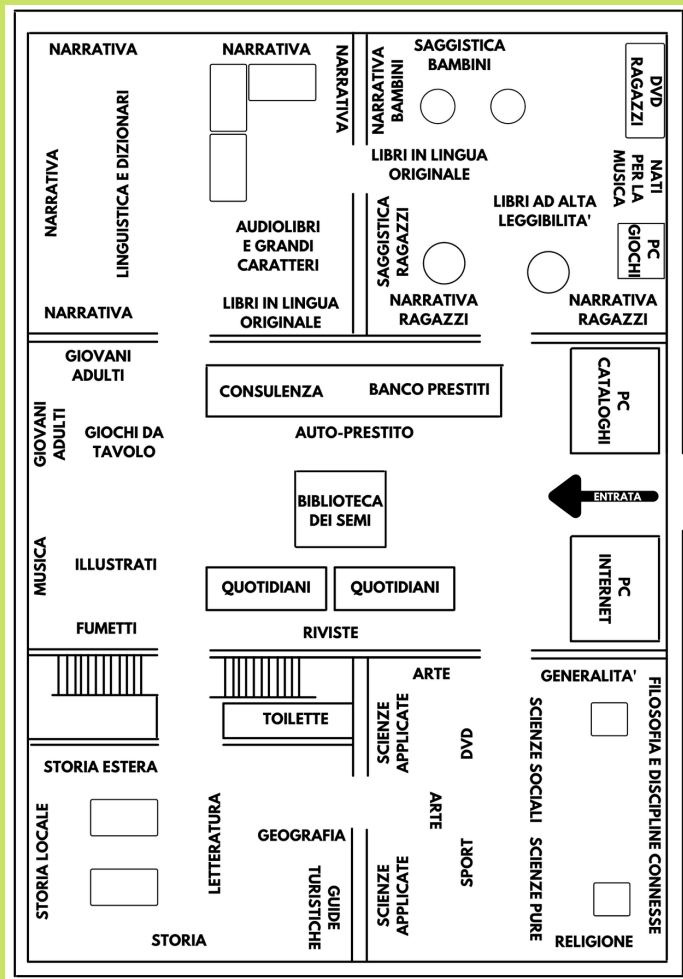 NARRATIVA
NARRATIVA
NARRATIVA
NARRATIVA
LINGUISTICA E DIZIONARI
AUDIOLIBRI
E GRANDI
CARATTERI
NARRATIVA
LIBRI IN LINGUA
ORIGINALE
SAGGISTICA
BAMBINI
NARRATIVA
BAMBINI
DVD
RAGAZZI
LIBRI IN LINGUA
ORIGINALE
NATI
PER LA
MUSICA
LIBRI AD ALTA
LEGGIBILITA'
SAGGISTICA
RAGAZZI
PC
GIOCHI
NARRATIVA
RAGAZZI
NARRATIVA
RAGAZZI
GIOVANI
ADULTI
GIOVANI
ADULTI
GIOCHI DA
TAVOLO
CONSULENZA
BANCO PRESTITI
AUTO-PRESTITO
PC
CATALOGHI
BIBLIOTECA
DEI SEMI
ENTRATA
MUSICA
ILLUSTRATI
FUMETTI
QUOTIDIANI
QUOTIDIANI
RIVISTE
PC
INTERNET
TOILETTE
STORIA ESTERA
STORIA LOCALE
LETTERATURA
GEOGRAFIA
GUIDE
TURISTICHE
STORIA
ARTE
SCIENZE
APPLICATE
DVD
ARTE
SPORT
SCIENZE
APPLICATE
GENERALITA'
SCIENZE SOCIALI
SCIENZE PURE
FILOSOFIA E DISCIPLINE CONNESSE
RELIGIONE